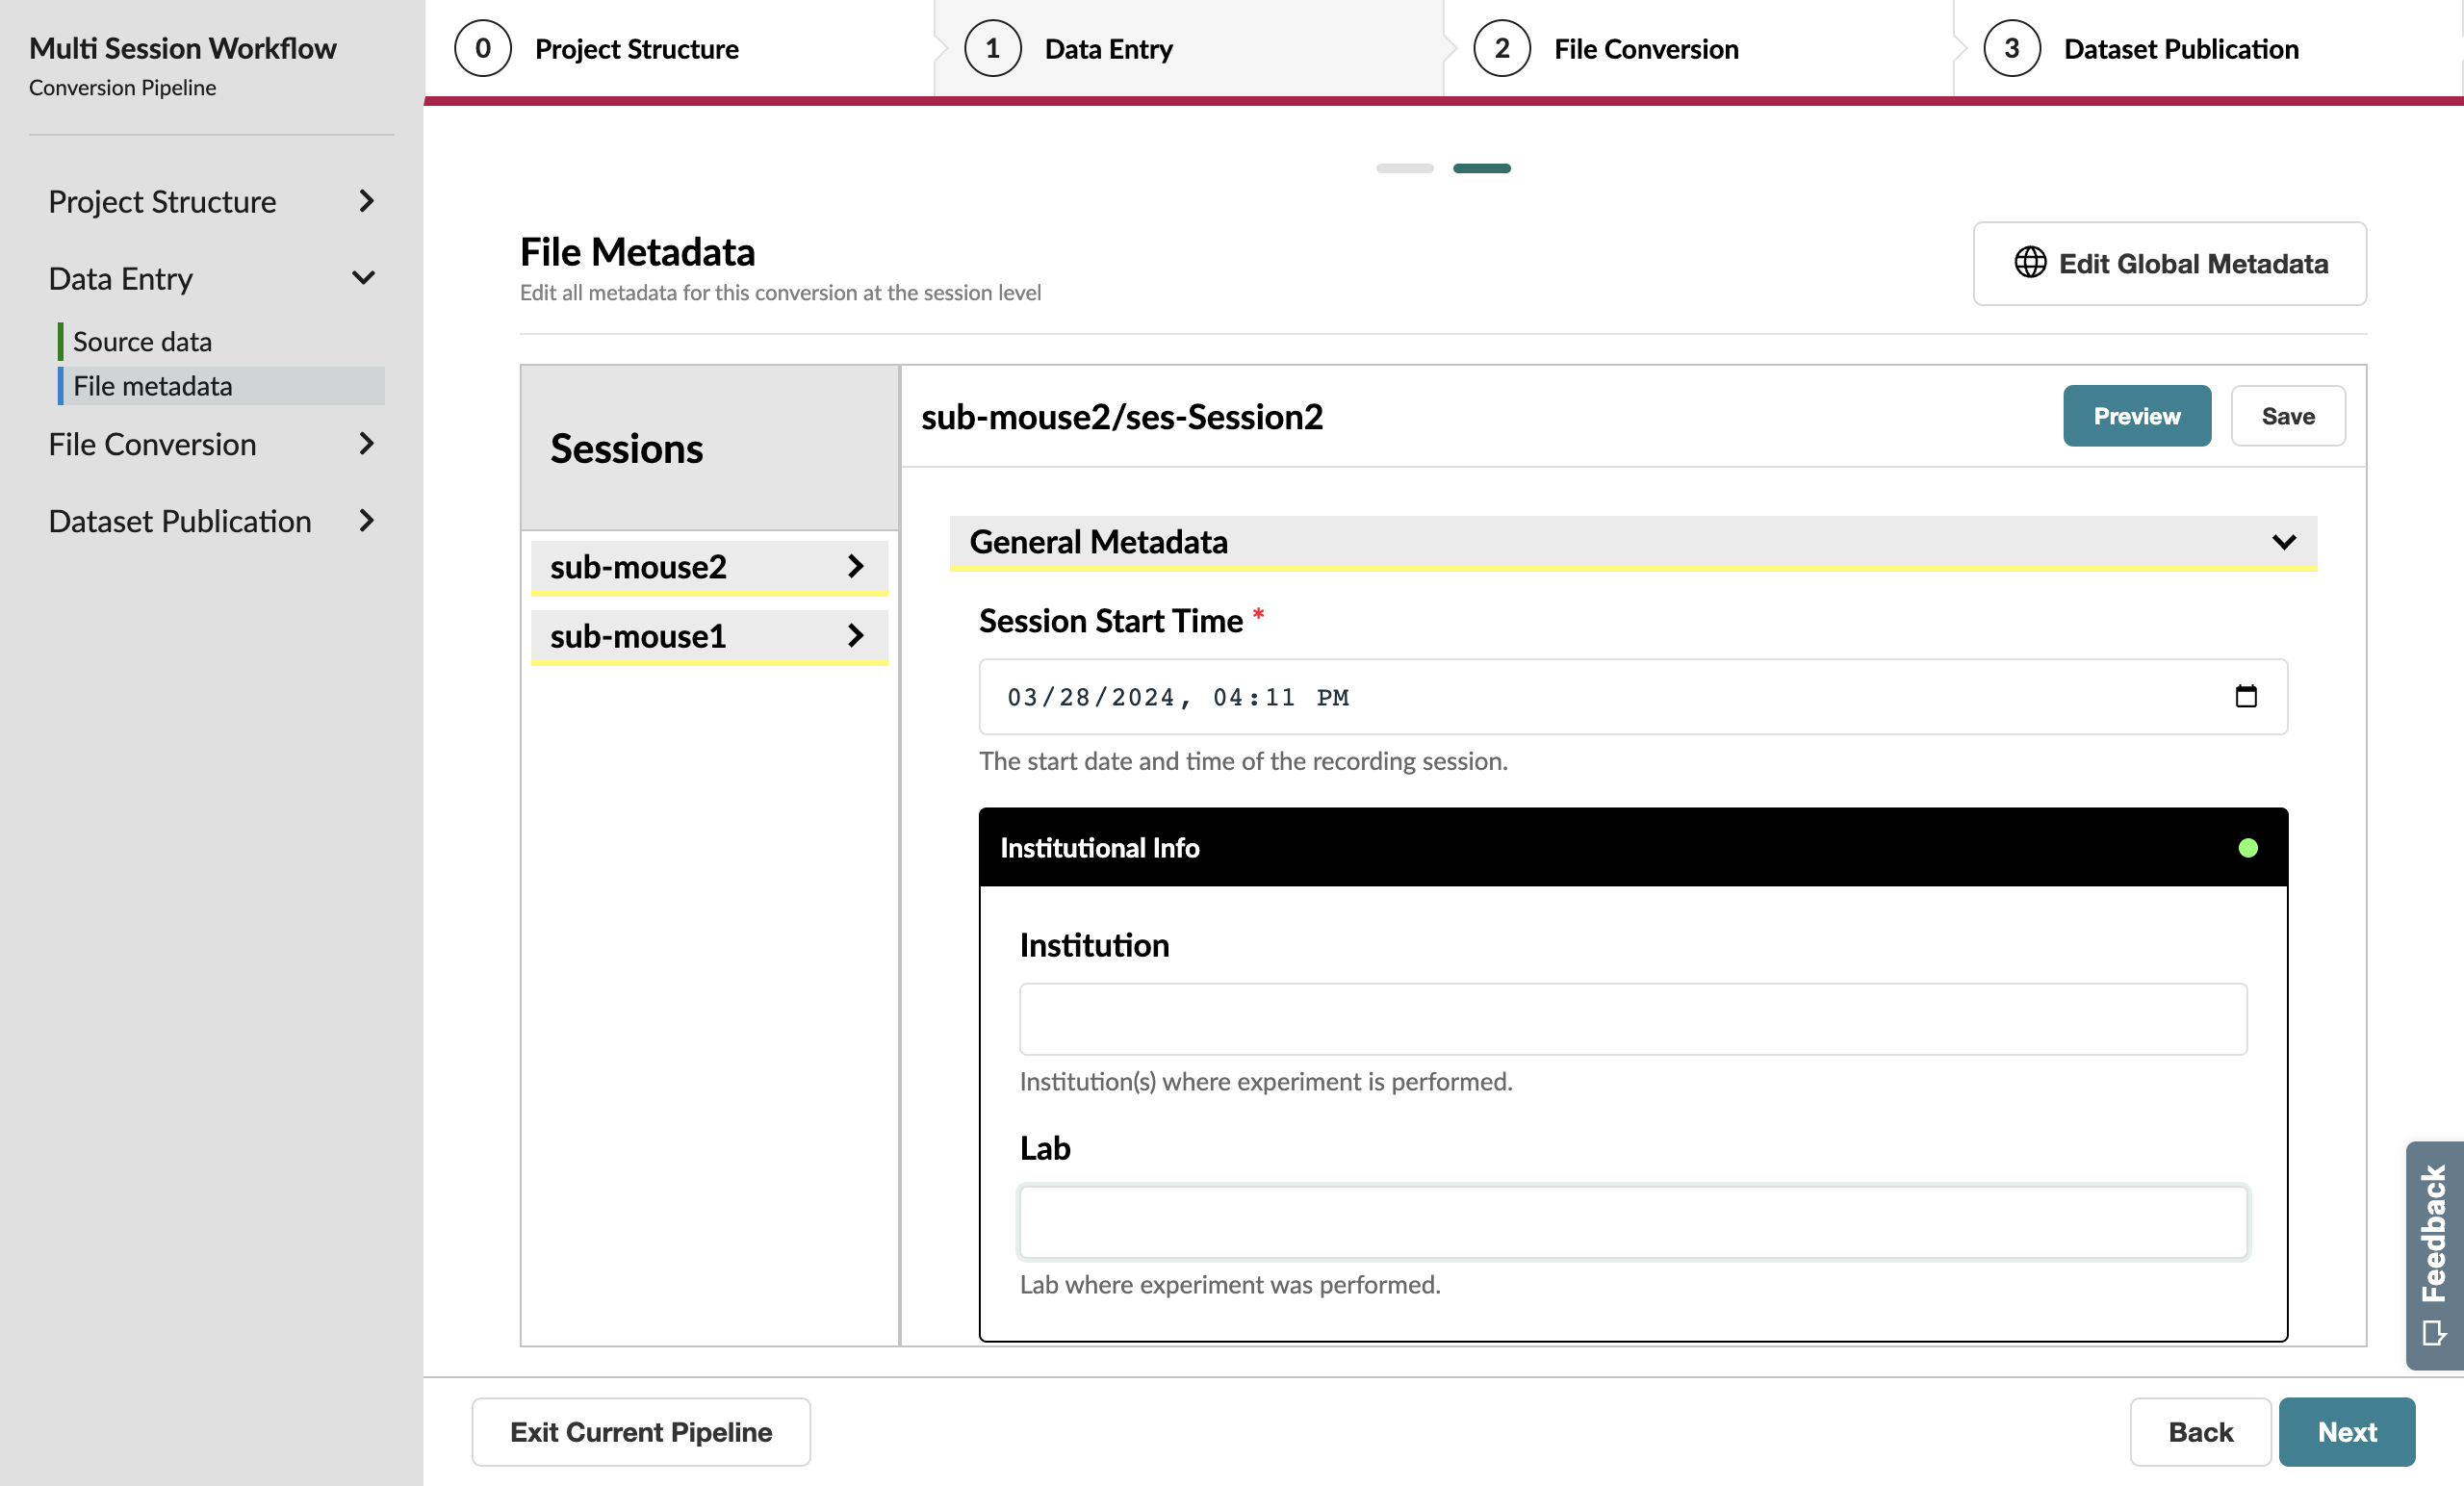 Multi Session Workflow
Conversion Pipeline
Project Structure
Data Entry
Source data
File metadata
File Conversion
Dataset Publication
0 Project Structure
1 Data Entry
2 File Conversion
3 Dataset Publication
File Metadata
Edit all metadata for this conversion at the session level
Edit Global Metadata
Sessions
sub-mouse2
sub-mouse1
sub-mouse2/ses-Session2
Preview
Save
General Metadata
Session Start Time *
03/28/2024, 04:11 PM
The start date and time of the recording session.
Institutional Info
Institution
Institution(s) where experiment is performed.
Lab
Lab where experiment was performed.
Feedback
Exit Current Pipeline
Back
Next